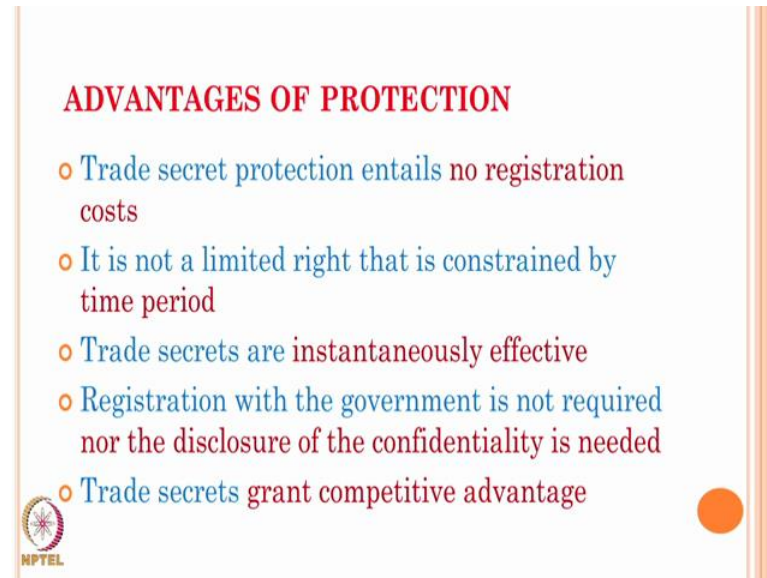 ADVANTAGES OF PROTECTION
Trade secret protection entails no registration
costs
It is not a limited right that is constrained by
time period
Trade secrets are instantaneously effective
Registration with the government is not required
nor the disclosure of the confidentiality is needed
Trade secrets grant competitive advantage
NPTEL